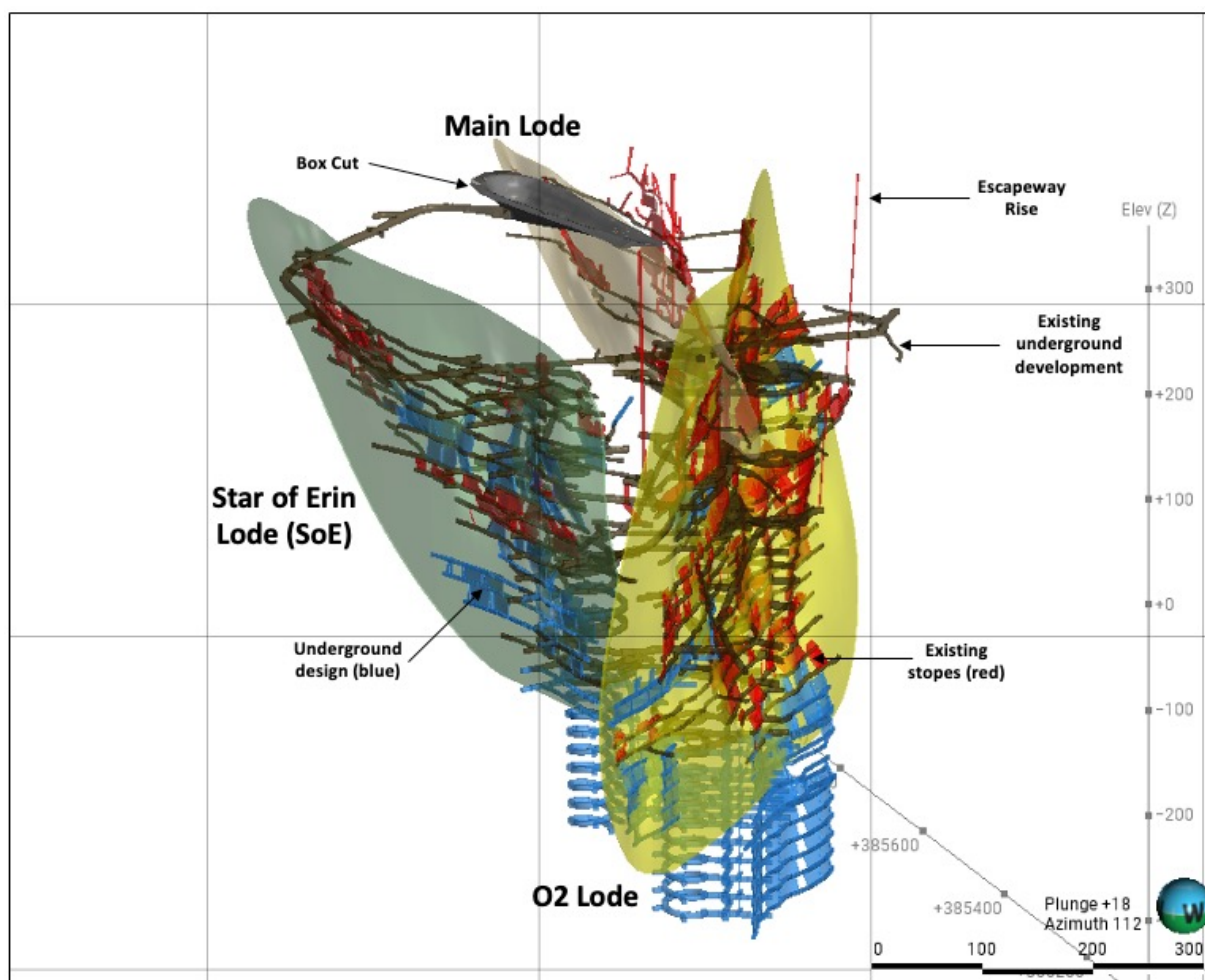 Main Lode
Box Cut
Escapeway
Rise
Elev (Z)
+300
Existing
underground
development
+200
Star of Erin
Lode (SoE)
+100
+0
Underground
design (blue)
Existing
stopes (red)
−100
−200
+385600
O2 Lode
+385400
Plunge +18
Azimuth 112
W
0
100
200
300